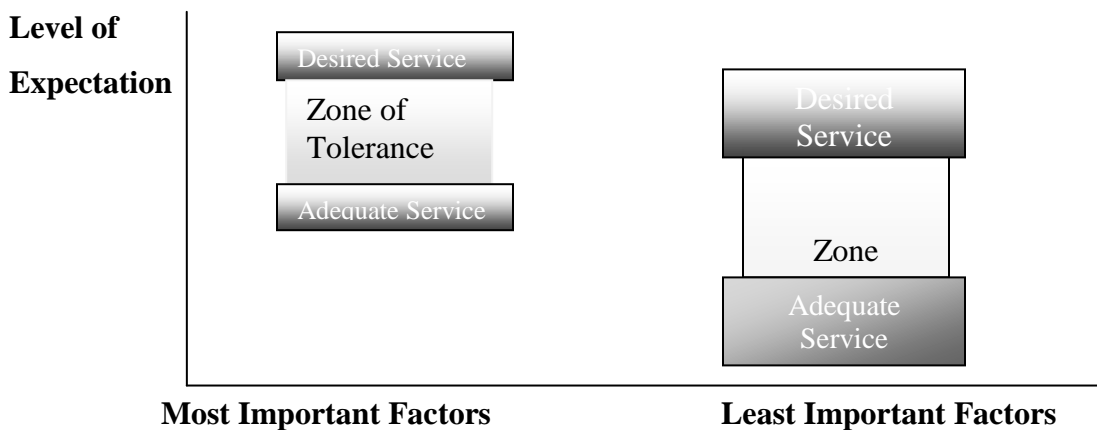 Level of
Expectation
Desired Service
Zone of
Tolerance
Adequate Service
Desired
Service
Zone
Adequate
Service
Most Important Factors
Least Important Factors